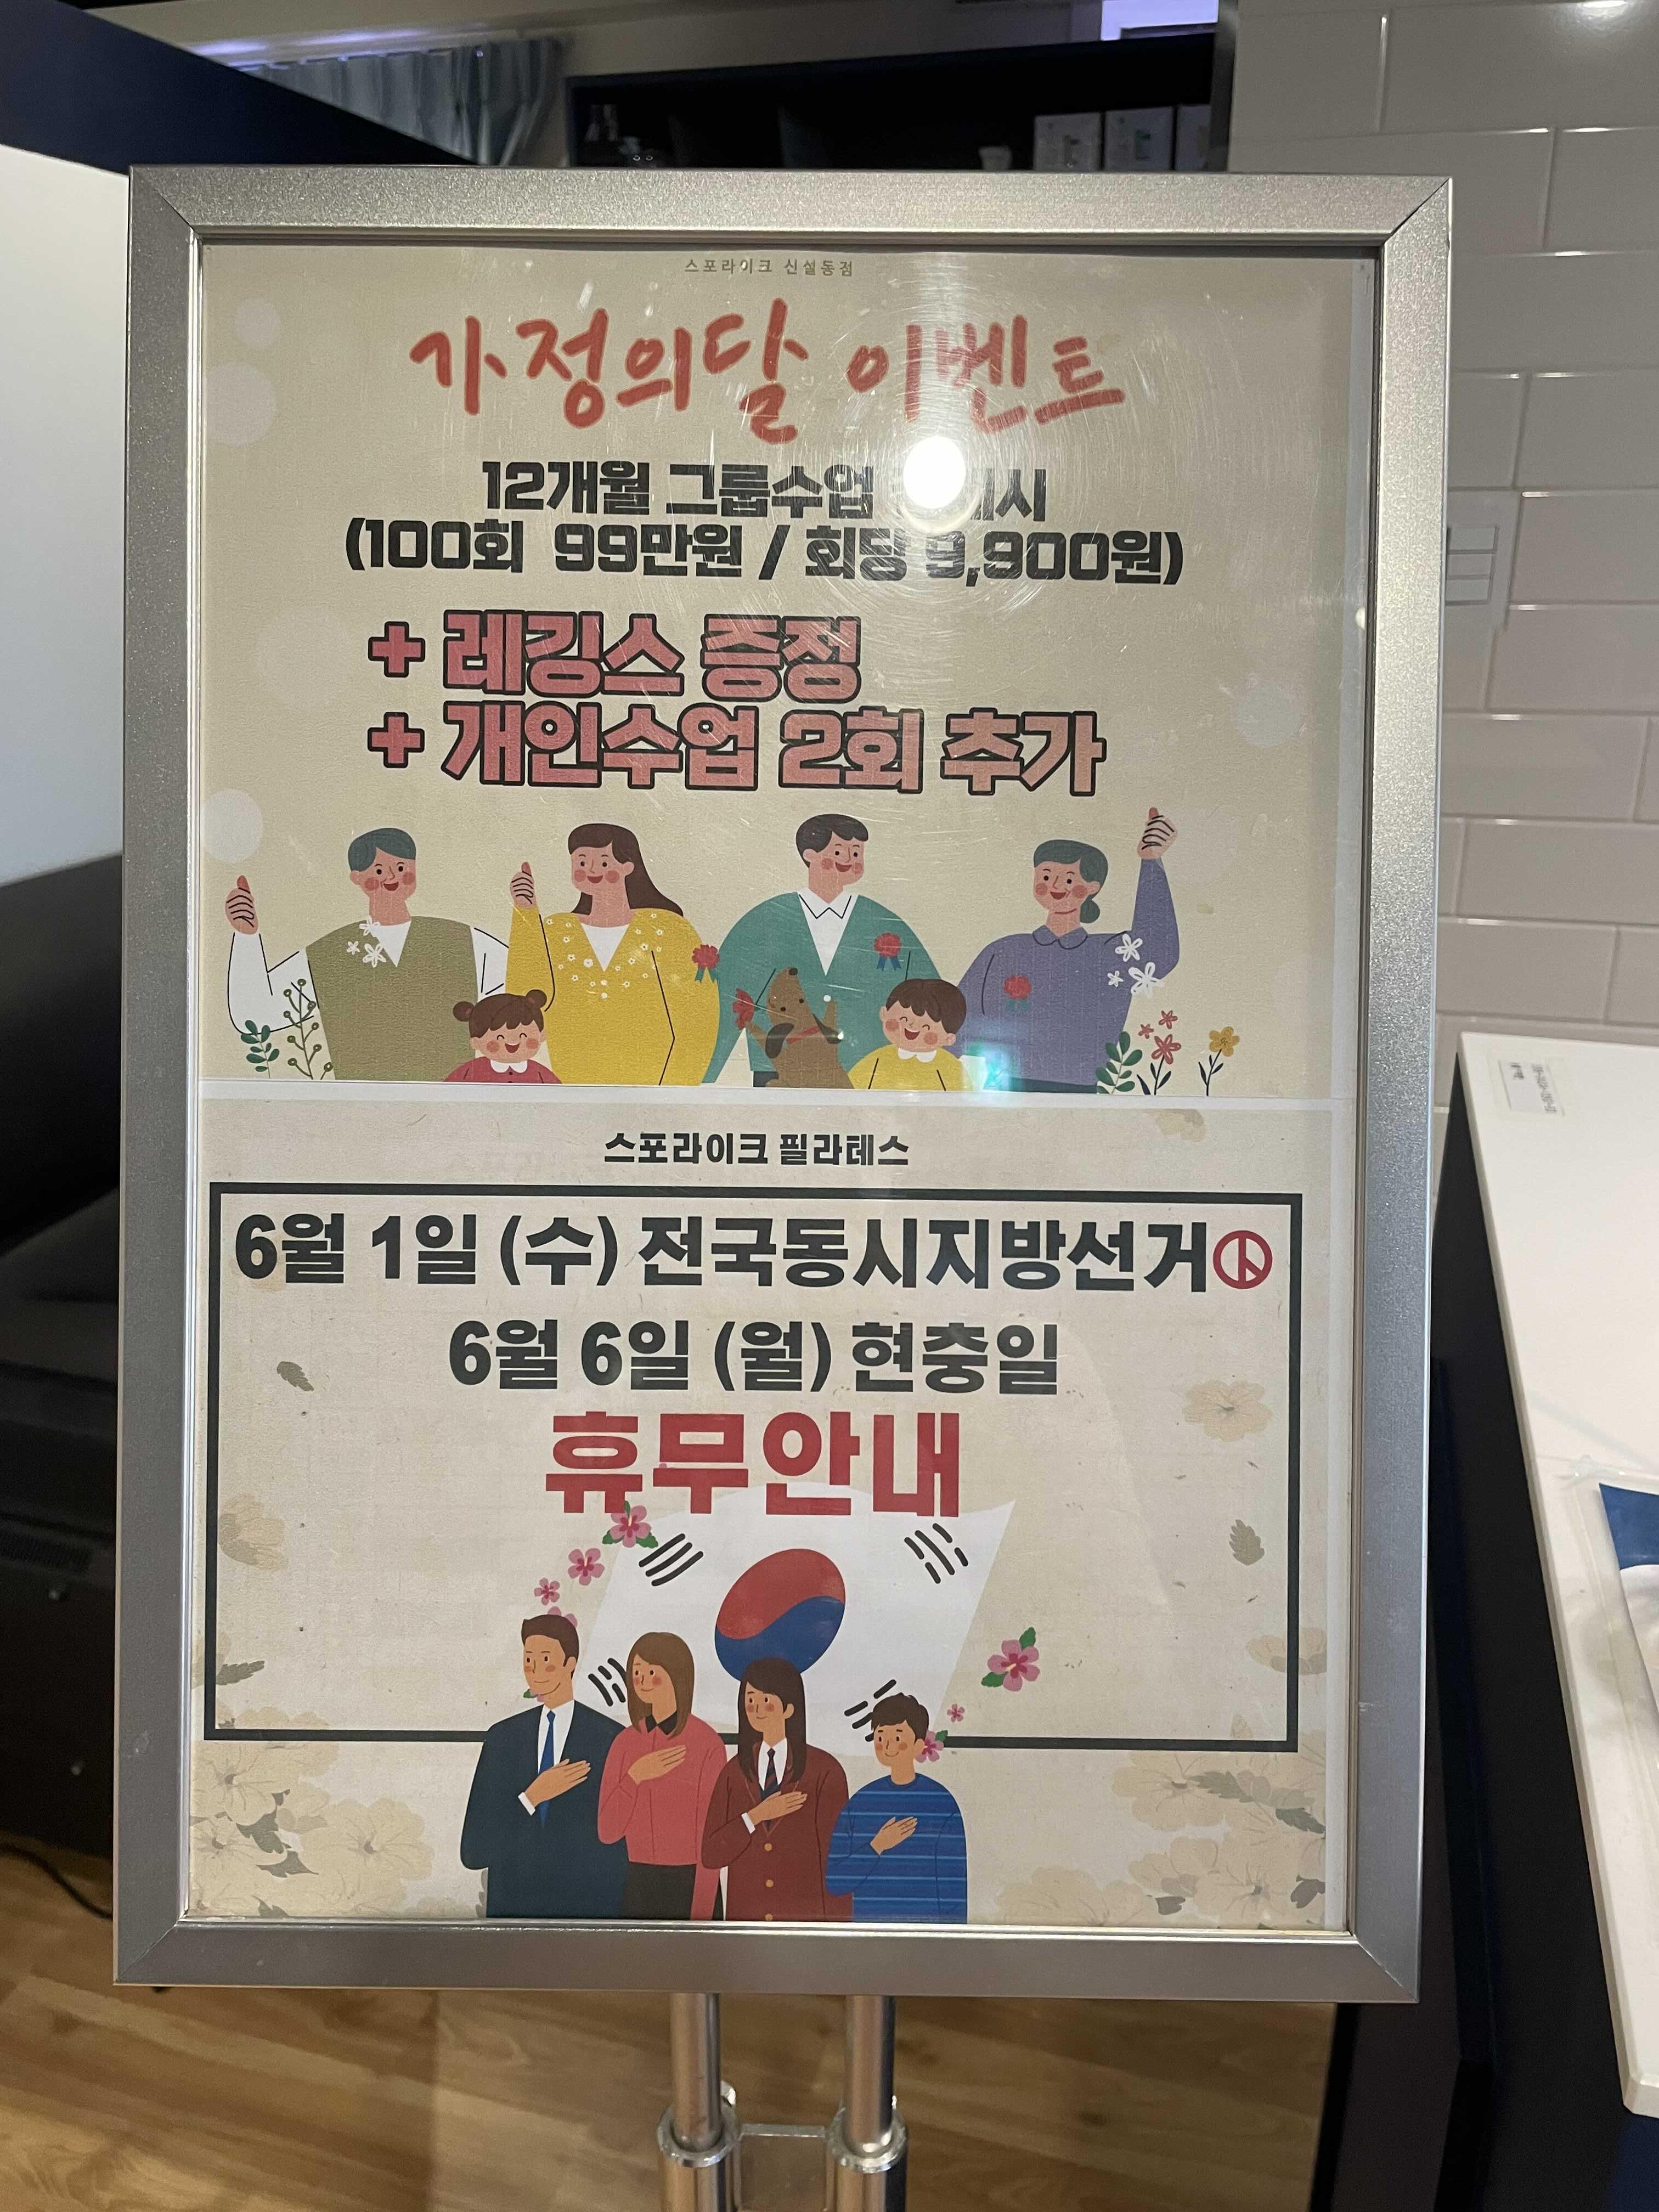 스포라이크 신설동점
가정의달 이벤트
12개월 그룹수업
(100회 99만원 / 회당 9,900원)
+ 레깅스 증정
+ 개인수업 2회 추가
스포라이크 필라테스
6월 1일 (수) 전국동시지방선거
6월 6일 (월) 현충일
휴무안내